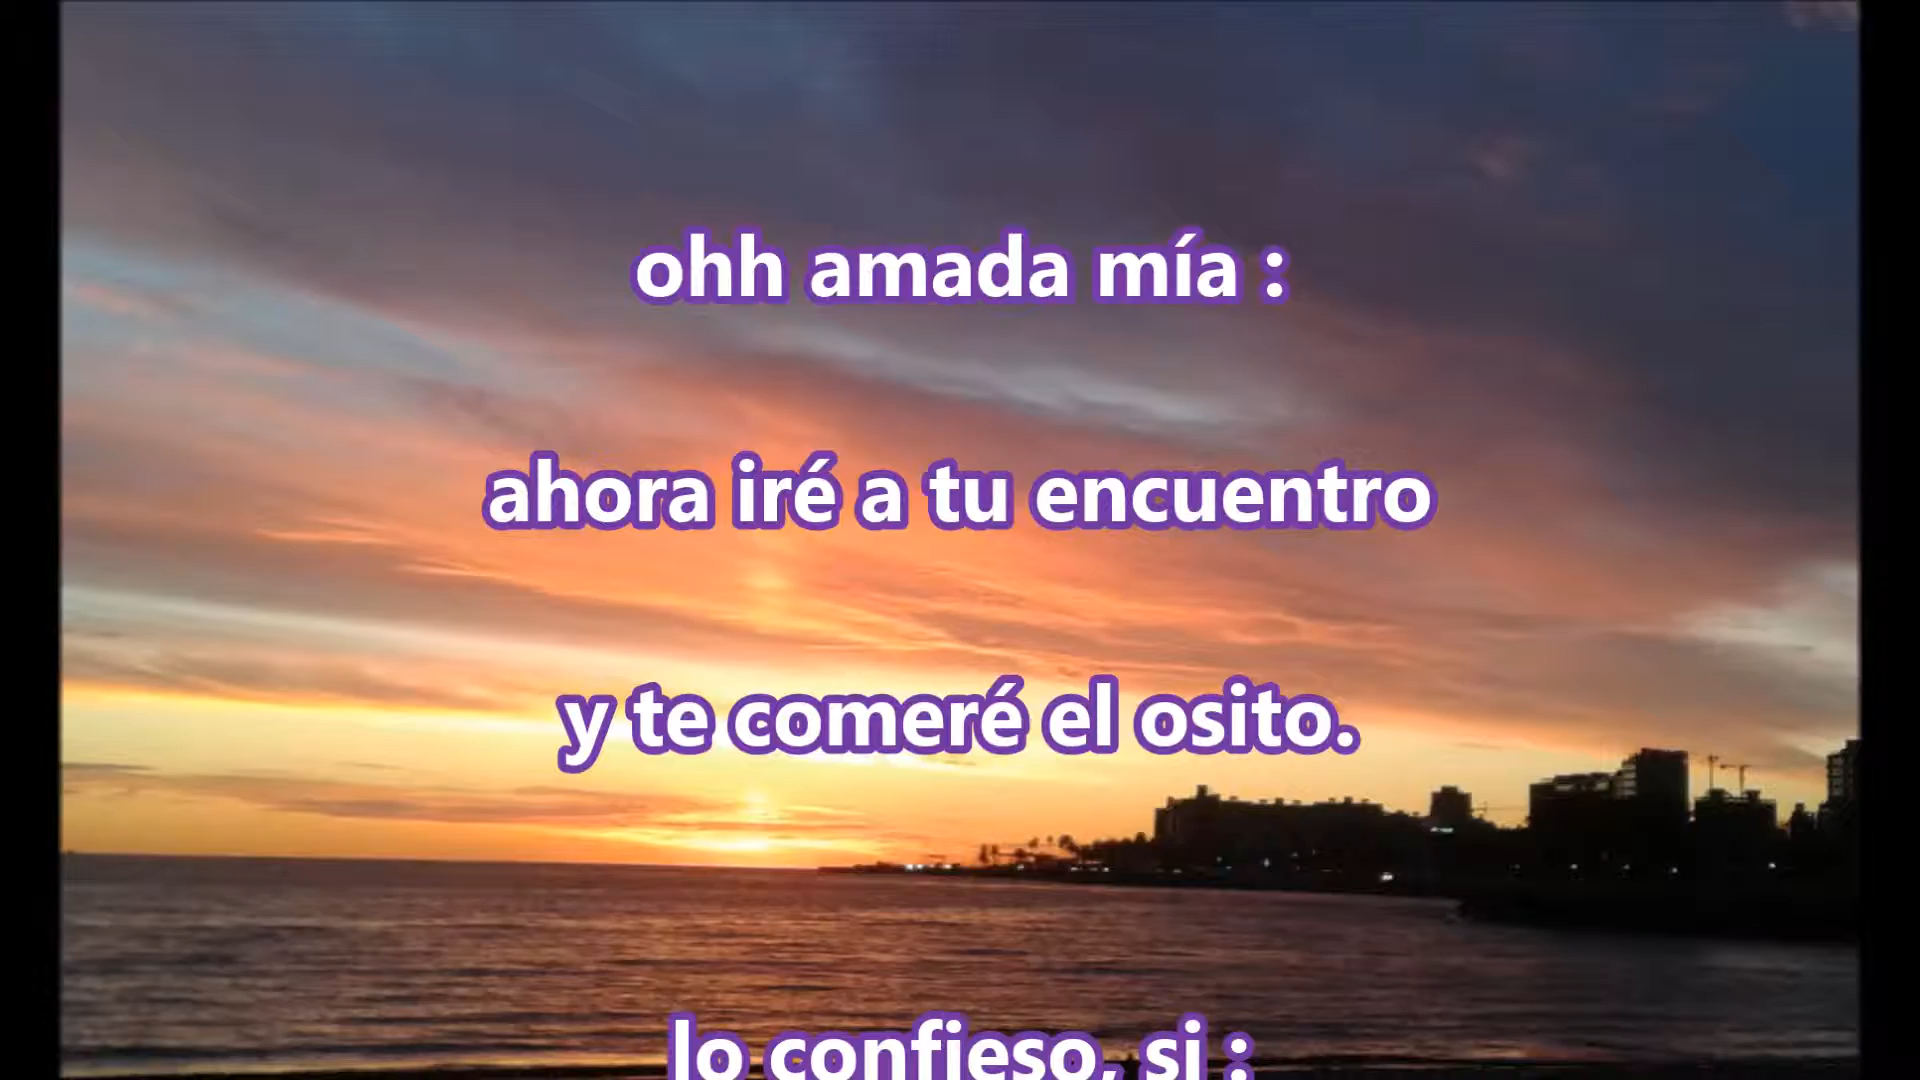 ohh amada mía :
ahora iré a tu encuentro
y te comeré el osito.
lo confieso, si :